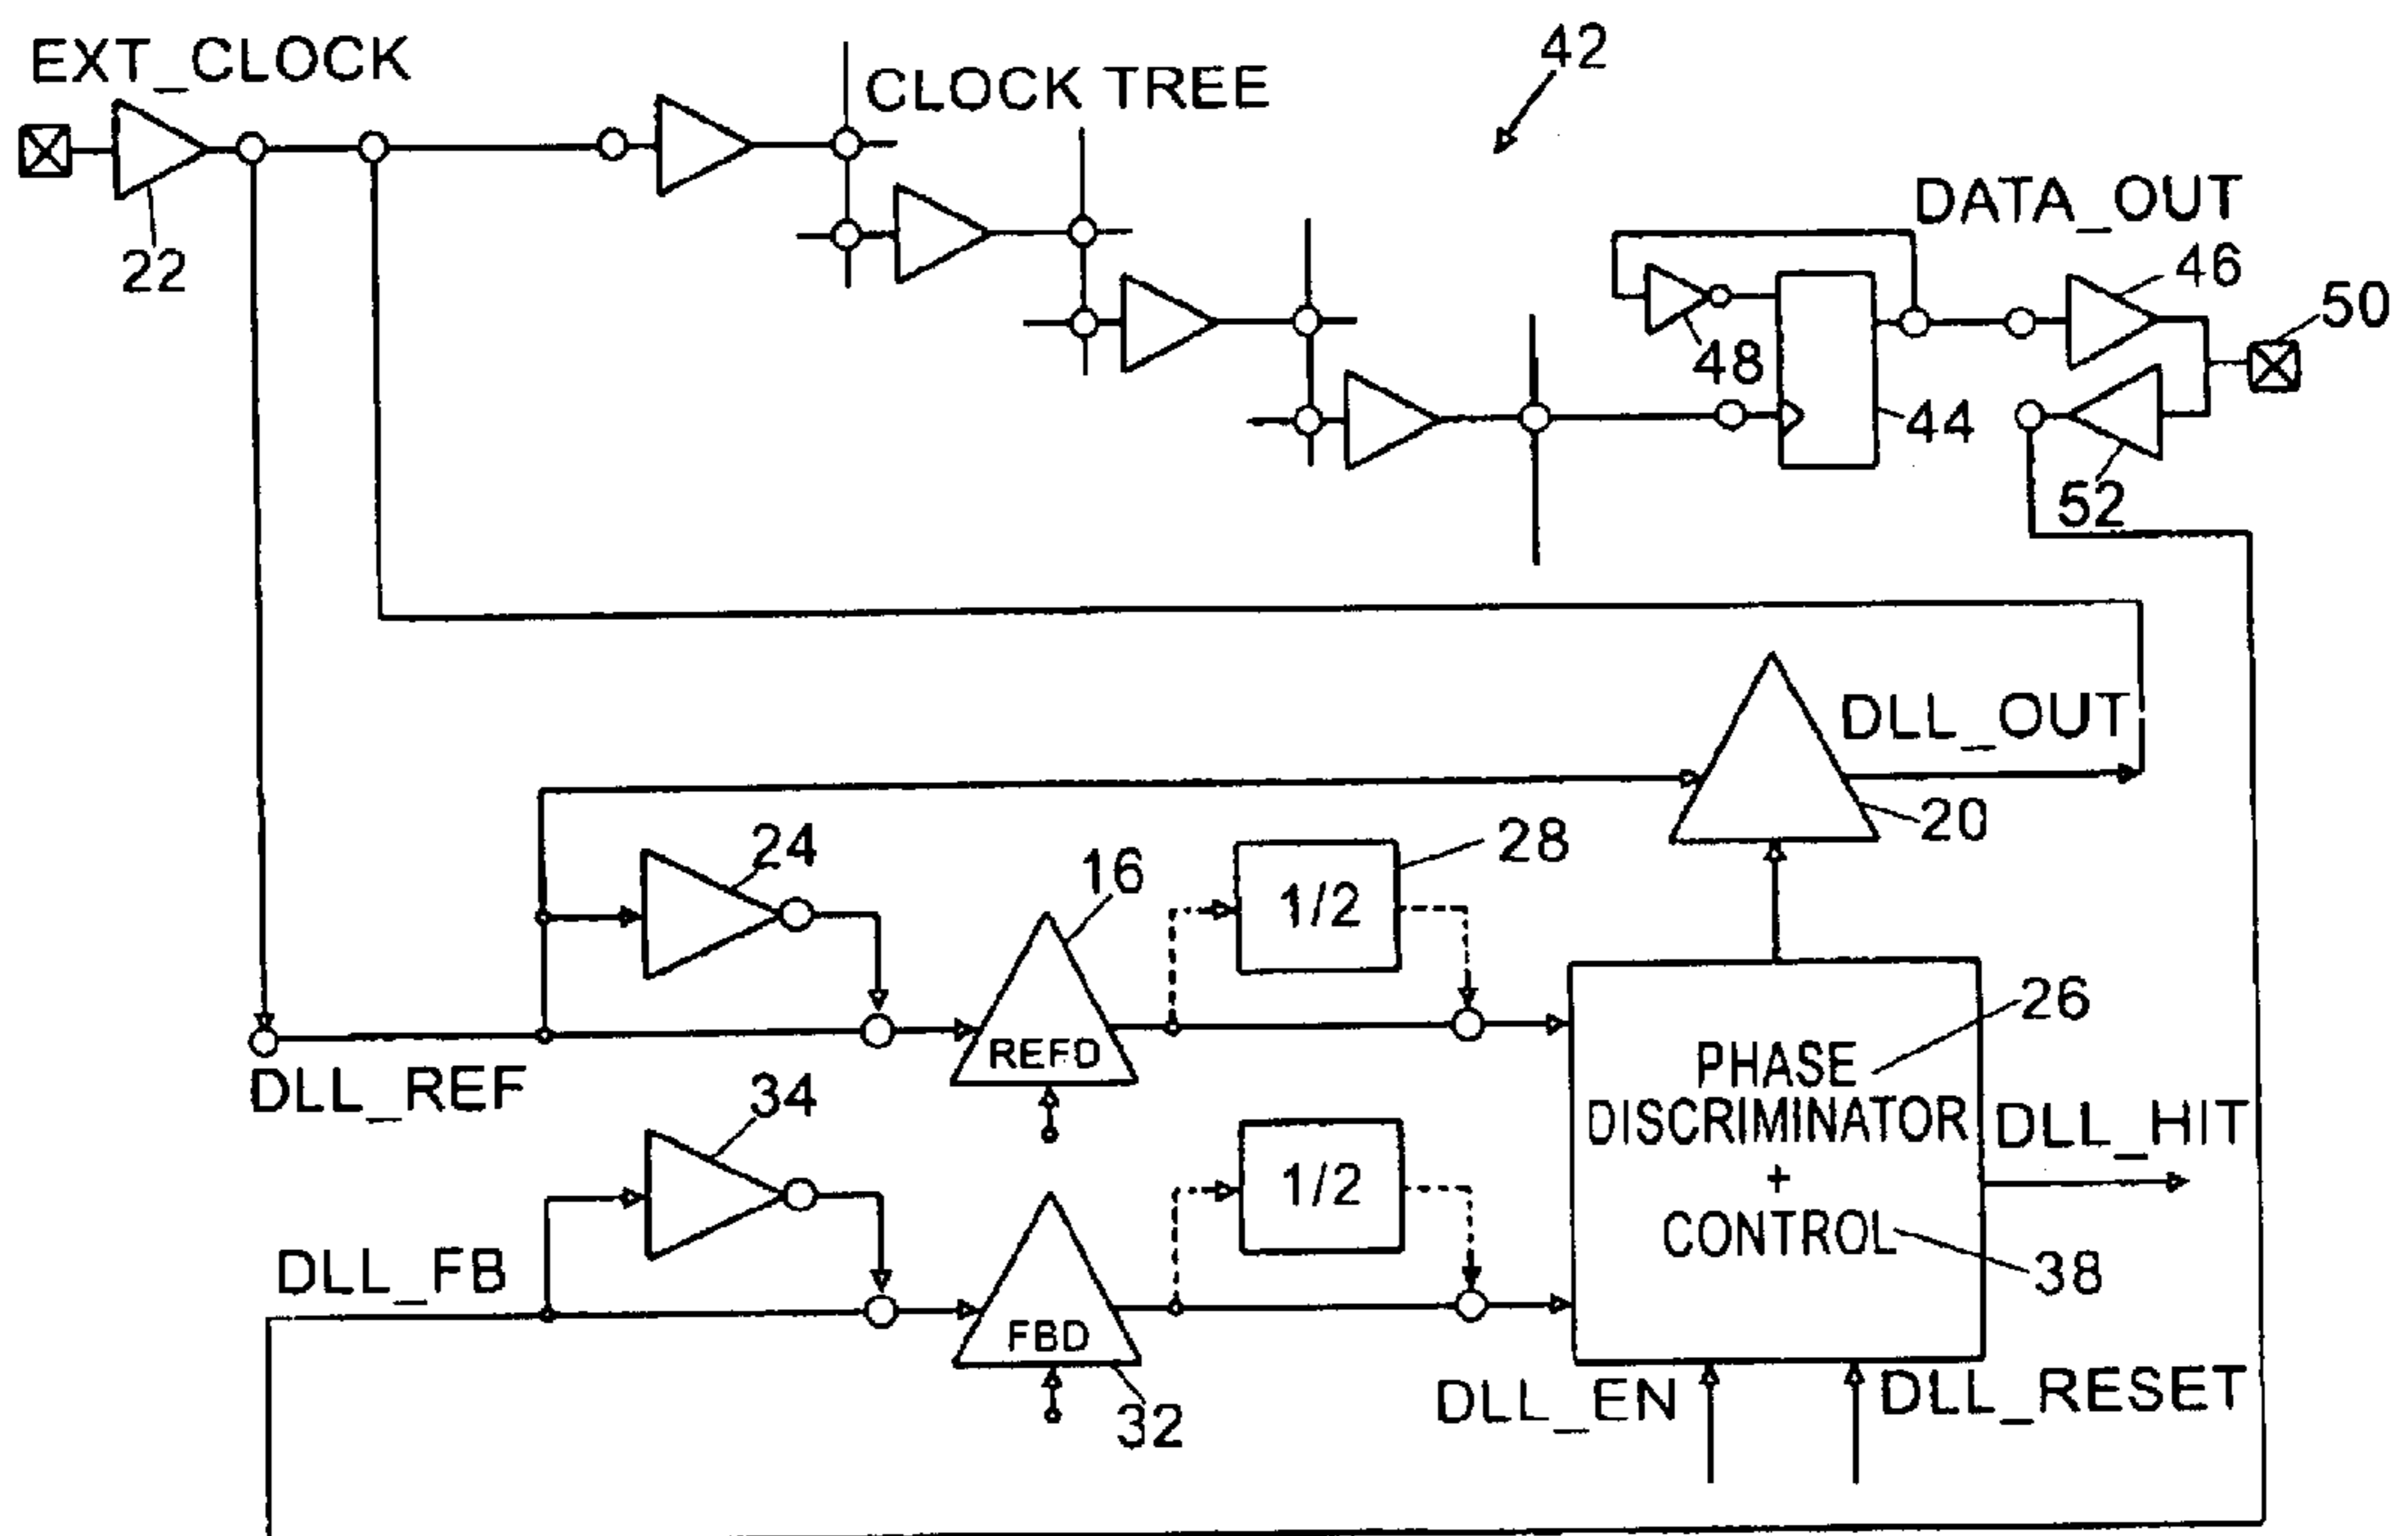 EXT_CLOCK
CLOCK TREE
42
22
DATA_OUT
46
50
48
44
52
DLL_OUT
20
24
16
28
1/2
26
REFD
PHASE
DISCRIMINATOR
+
CONTROL
DLL_REF
34
DLL_HIT
1/2
38
DLL_FB
FBD
32
DLL_EN
DLL_RESET